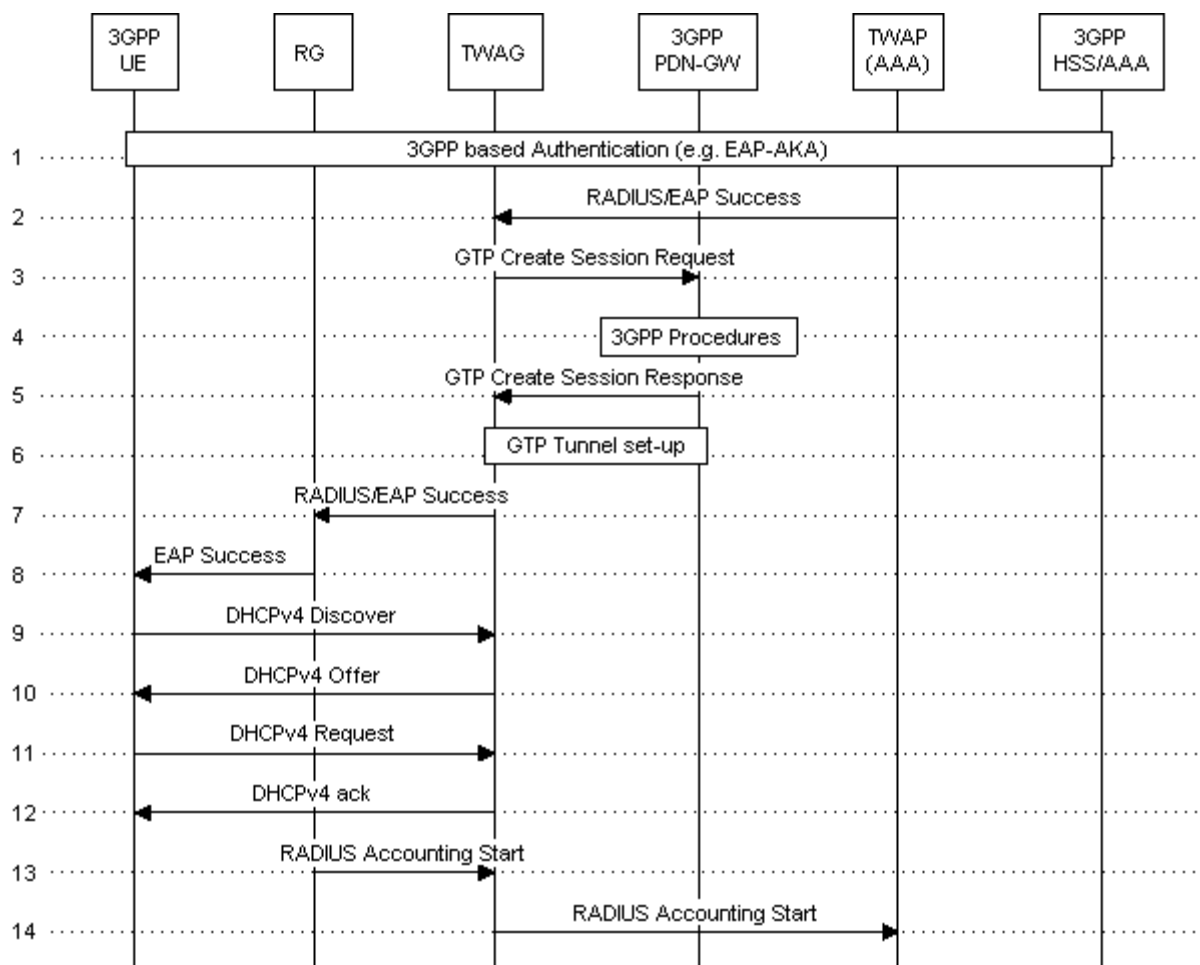 3GPP
UE
RG
TWAG
3GPP
PDN-GW
TWAP
(AAA)
3GPP
HSS/AAA
1
3GPP based Authentication (e.g. EAP-AKA)
RADIUS/EAP Success
2
GTP Create Session Request
3
4
3GPP Procedures
GTP Create Session Response
5
GTP Tunnel set-up
6
RADIUS/EAP Success
7
EAP Success
8
DHCPv4 Discover
9
DHCPv4 Offer
10
DHCPv4 Request
11
DHCPv4 ack
12
RADIUS Accounting Start
13
RADIUS Accounting Start
14